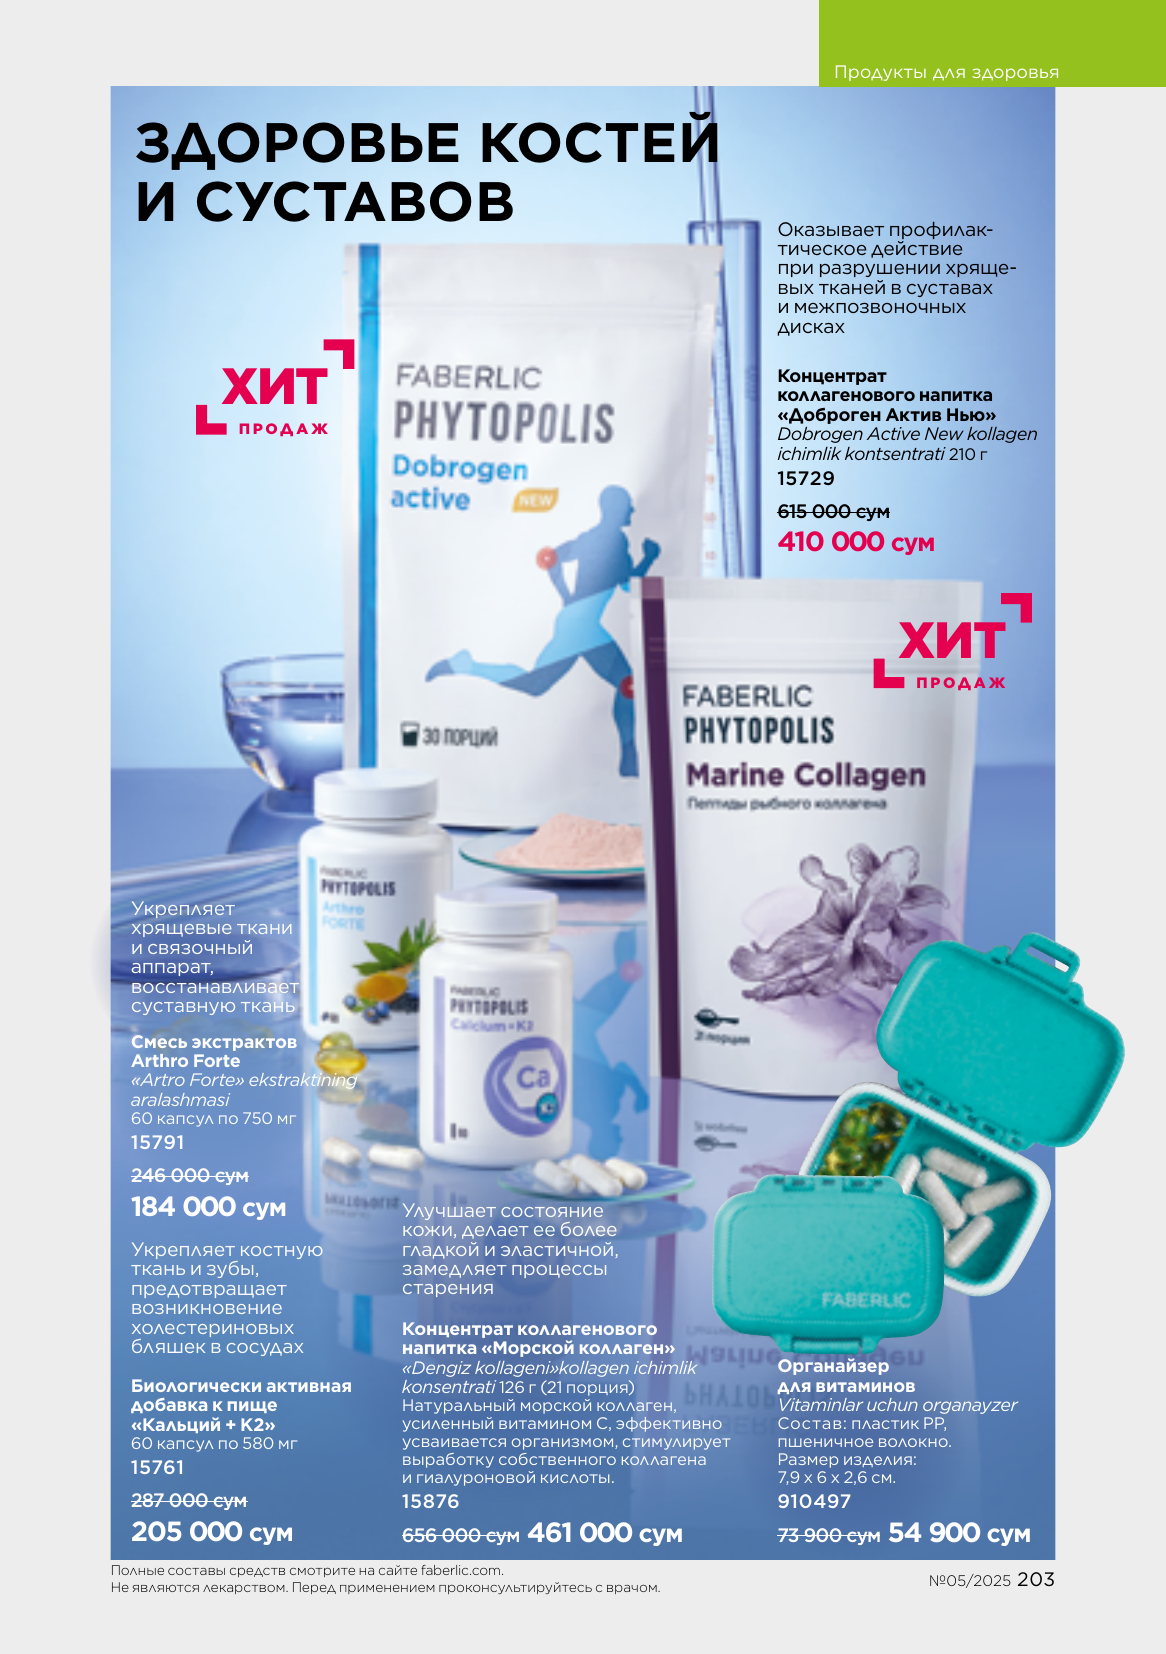 Продукты для здоровья
ЗДОРОВЬЕ КОСТЕЙ
И СУСТАВОВ
Оказывает профилак-
тическое действие
при разрушении хряще-
вых тканей в суставах
и межпозвоночных
дисках
Концентрат
коллагенового напитка
«Доброген Актив Нью»
Dobrogen Active New kollagen
ichimlik kontsentrati 210 г
15729
615 000 сум
410 000 сум
ХИТ
ПРОДАЖ
FABERLIC
PHYTOPOLIS
Dobrogen
active
NEW
30 ПОРЦИЙ
ХИТ
ПРОДАЖ
FABERLIC
PHYTOPOLIS
Marine Collagen
Пептиды рыбного коллагена
21 порция
FABERLIC
PHYTOPOLIS
Arthro
FORTE
FABERLIC
PHYTOPOLIS
Calcium + K2
Ca
K2
FABERLIC
Укрепляет
хрящевые ткани
и связочный
аппарат,
восстанавливает
суставную ткань
Смесь экстрактов
Arthro Forte
«Artro Forte» ekstraktining
aralashmasi
60 капсул по 750 мг
15791
246 000 сум
184 000 сум
Укрепляет костную
ткань и зубы,
предотвращает
возникновение
холестериновых
бляшек в сосудах
Биологически активная
добавка к пище
«Кальций + К2»
60 капсул по 580 мг
15761
287 000 сум
205 000 сум
Улучшает состояние
кожи, делает ее более
гладкой и эластичной,
замедляет процессы
старения
Концентрат коллагенового
напитка «Морской коллаген»
«Dengiz kollageni»kollagen ichimlik
konsentrati 126 г (21 порция)
Натуральный морской коллаген,
усиленный витамином С, эффективно
усваивается организмом, стимулирует
выработку собственного коллагена
и гиалуроновой кислоты.
15876
656 000 сум 461 000 сум
Органайзер
для витаминов
Vitaminlar uchun organayzer
Состав: пластик PP,
пшеничное волокно.
Размер изделия:
7,9 x 6 x 2,6 см.
910497
73 900 сум 54 900 сум
Полные составы средств смотрите на сайте faberlic.com.
Не являются лекарством. Перед применением проконсультируйтесь с врачом.
№05/2025 203